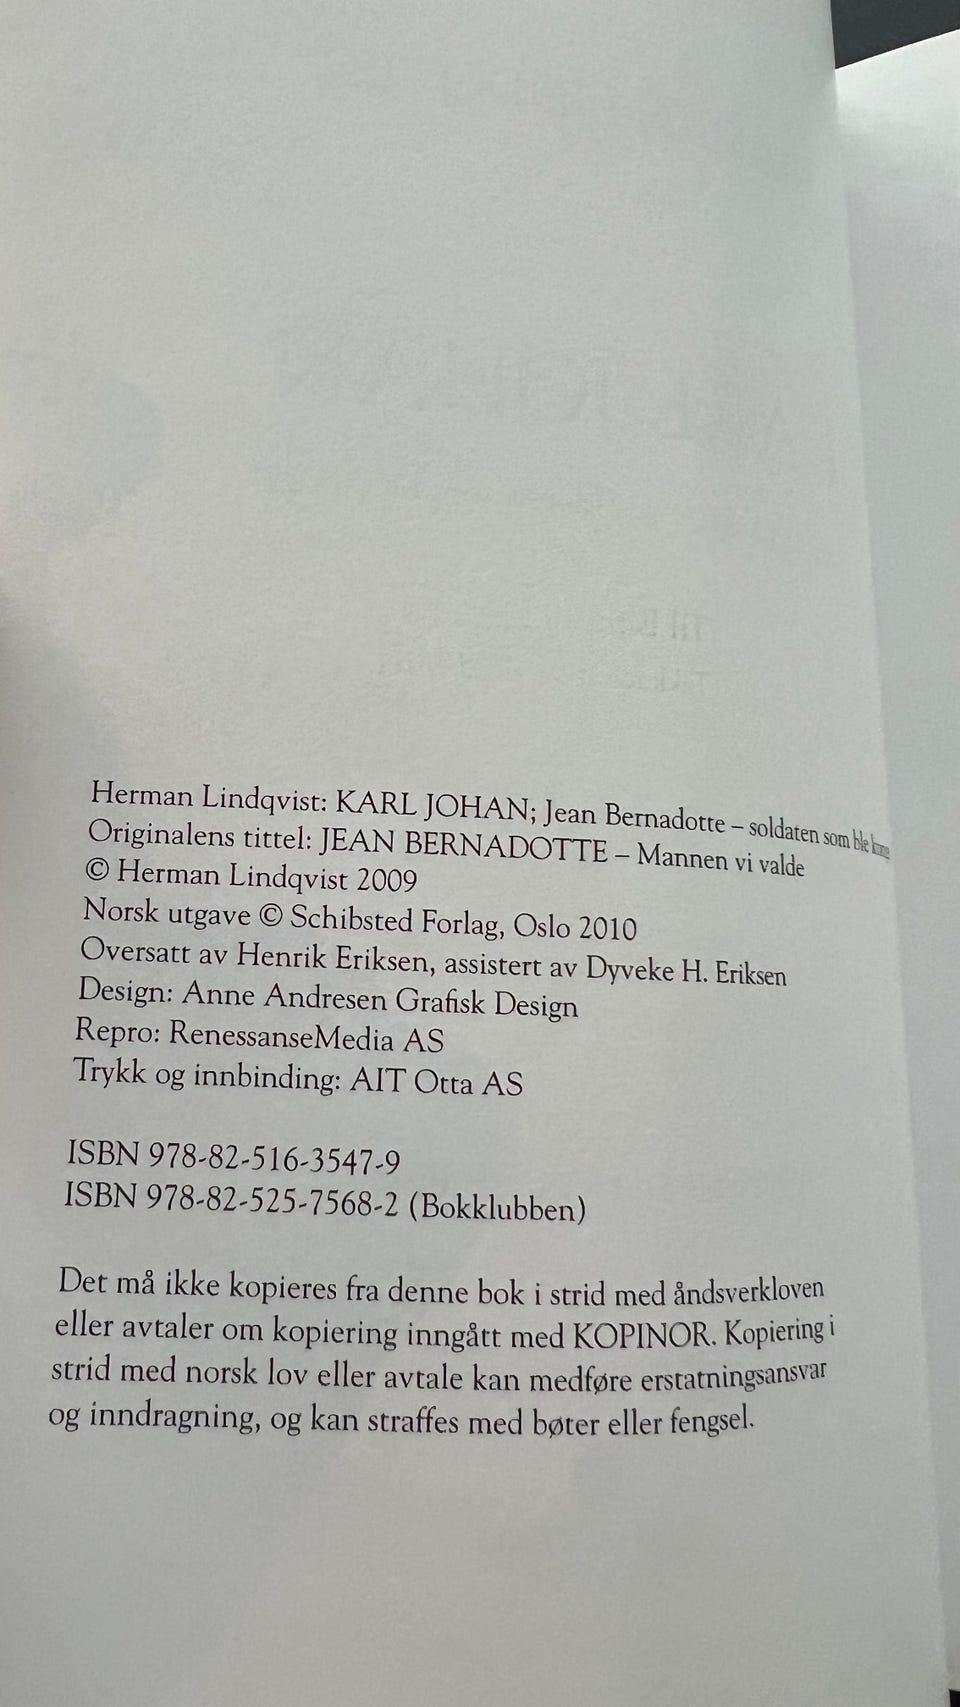 Herman Lindqvist: KARL JOHAN; Jean Bernadotte – soldaten som ble konge
Originalens tittel: JEAN BERNADOTTE – Mannen vi valde
© Herman Lindqvist 2009
Norsk utgave © Schibsted Forlag, Oslo 2010
Oversatt av Henrik Eriksen, assistert av Dyveke H. Eriksen
Design: Anne Andresen Grafisk Design
Repro: RenessanseMedia AS
Trykk og innbinding: AIT Otta AS
ISBN 978-82-516-3547-9
ISBN 978-82-525-7568-2 (Bokklubben)
Det må ikke kopieres fra denne bok i strid med åndsverkloven
eller avtaler om kopiering inngått med KOPINOR. Kopiering i
strid med norsk lov eller avtale kan medføre erstatningsansvar
og inndragning, og kan straffes med bøter eller fengsel.